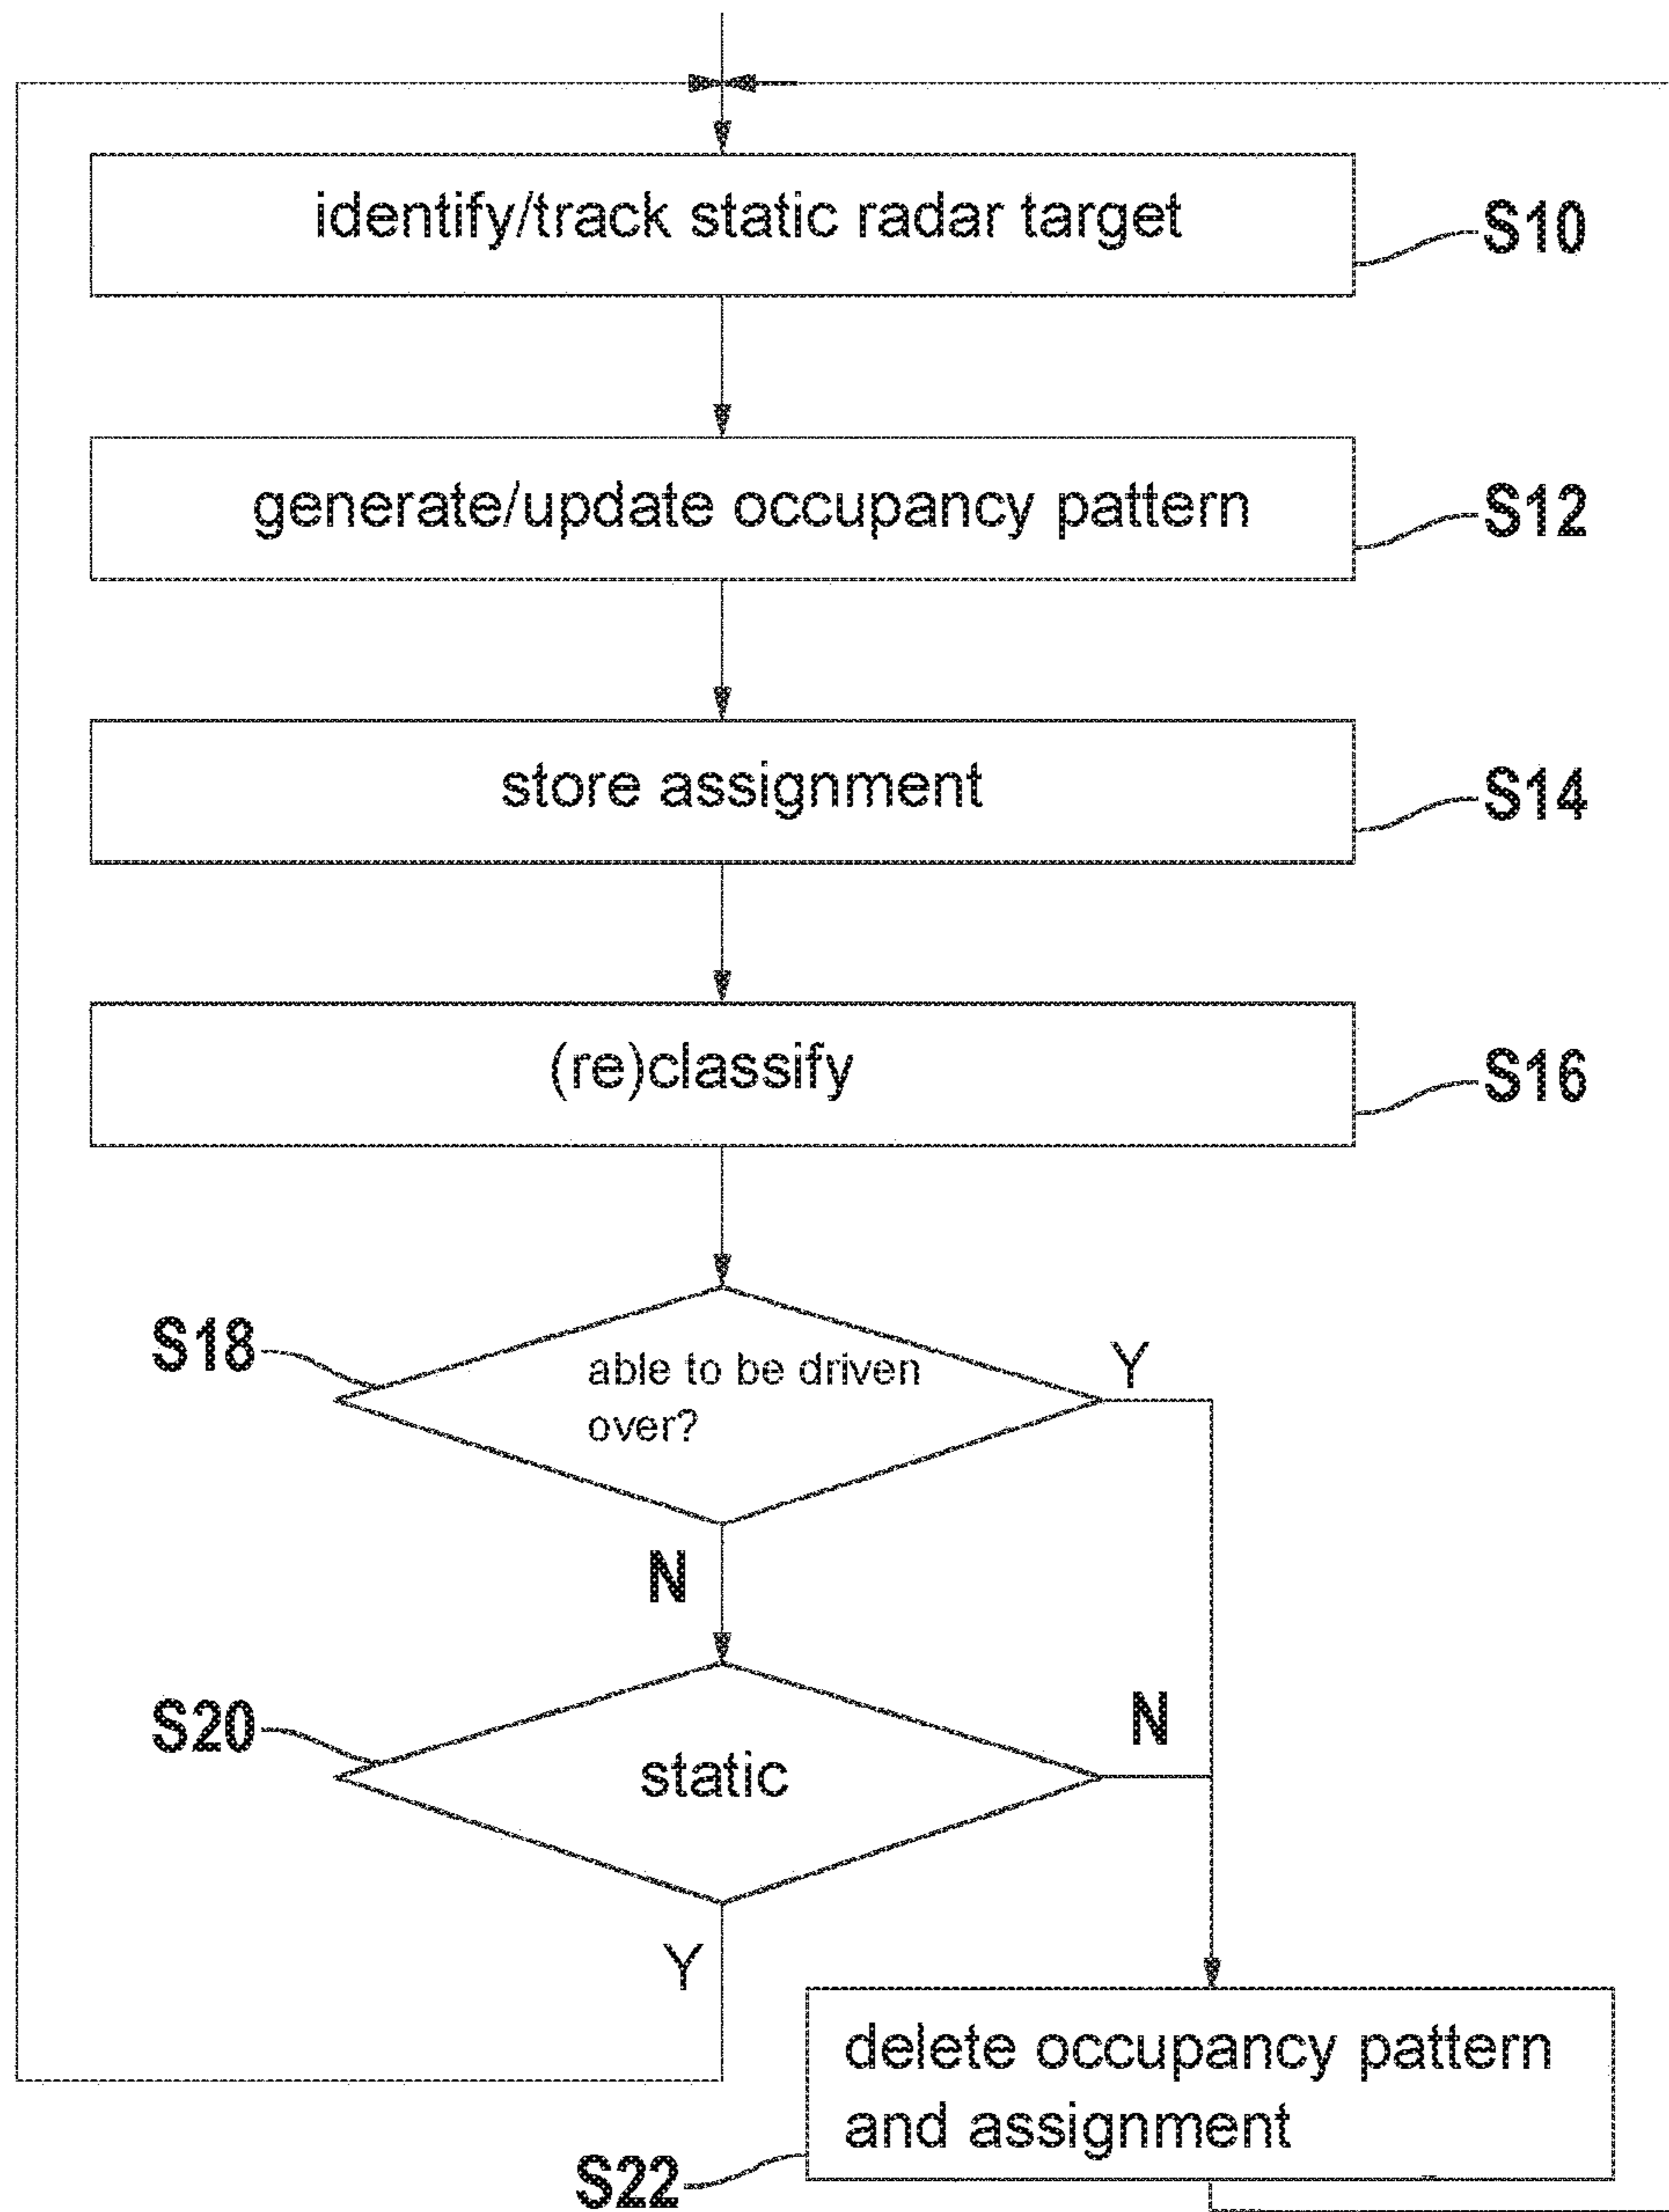 identify/track static radar target
S10
generate/update occupancy pattern
S12
store assignment
S14
(re)classify
S16
S18
able to be driven
over?
Y
N
S20
static
N
Y
delete occupancy pattern
and assignment
S22